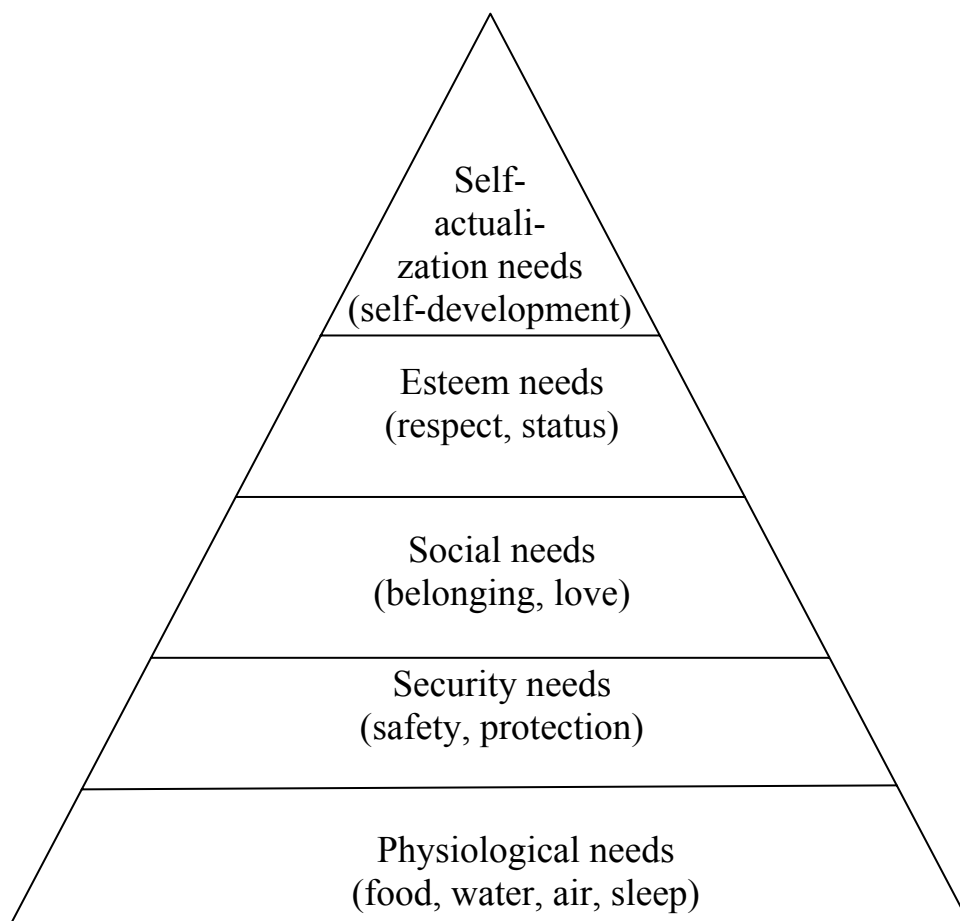 Self-
actuali-
zation needs
(self-development)
Esteem needs
(respect, status)
Social needs
(belonging, love)
Security needs
(safety, protection)
Physiological needs
(food, water, air, sleep)